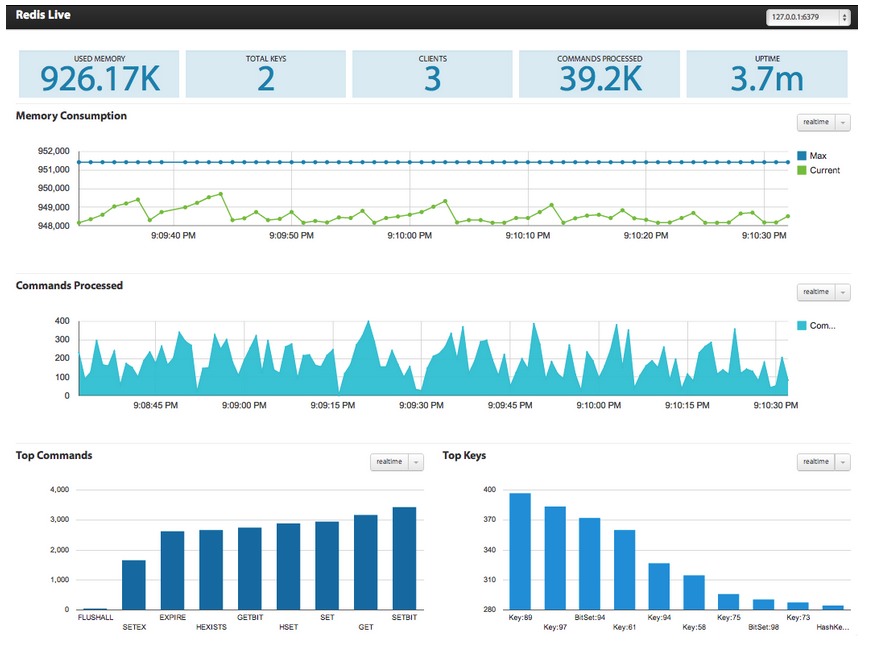 Redis Live
127.0.0.1:6379
USED MEMORY
926.17K
TOTAL KEYS
2
CLIENTS
3
COMMANDS PROCESSED
39.2K
UPTIME
3.7m
Memory Consumption
realtime
952,000
951,000
950,000
949,000
948,000
9:09:40 PM 9:09:50 PM 9:10:00 PM 9:10:10 PM 9:10:20 PM 9:10:30 PM
Max
Current
Commands Processed
realtime
400
300
200
100
0
9:08:45 PM 9:09:00 PM 9:09:15 PM 9:09:30 PM 9:09:45 PM 9:10:00 PM 9:10:15 PM 9:10:30 PM
Com...
Top Commands
realtime
4,000
3,000
2,000
1,000
0
FLUSHALL SETEX EXPIRE HEXISTS GETBIT HSET SET GET SETBIT
Top Keys
realtime
400
370
340
310
280
Key:89 Key:97 BitSet:94 Key:61 Key:94 Key:58 Key:75 BitSet:98 Key:73 HashKe...